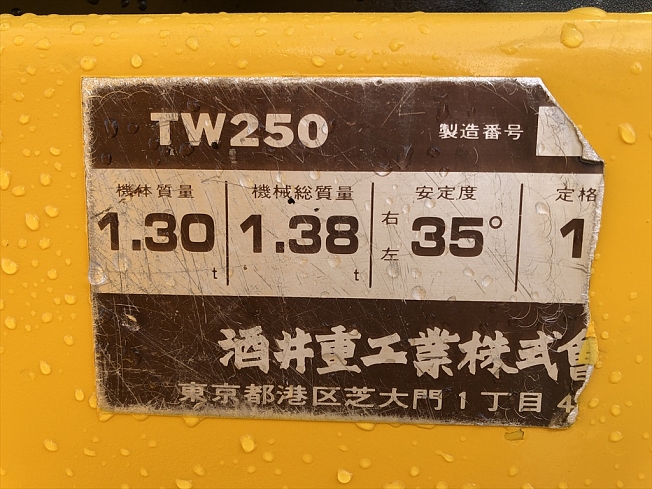 TW250 製造番号
機体質量 機械総質量 安定度 定格
右
1.30 1.38 35° 1
左
t t
酒井重工業株式會
東京都港区芝大門1丁目4